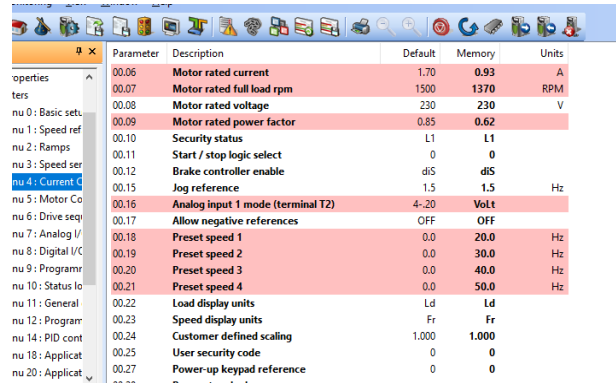 Parameter Description Default Memory Units
00.06 Motor rated current 1.70 0.93 A
00.07 Motor rated full load rpm 1500 1370 RPM
00.08 Motor rated voltage 230 230 V
00.09 Motor rated power factor 0.85 0.62
00.10 Security status L1 L1
00.11 Start / stop logic select 0 0
00.12 Brake controller enable diS diS
00.15 Jog reference 1.5 1.5 Hz
00.16 Analog input 1 mode (terminal T2) 4-.20 VoLt
00.17 Allow negative references OFF OFF
00.18 Preset speed 1 0.0 20.0 Hz
00.19 Preset speed 2 0.0 30.0 Hz
00.20 Preset speed 3 0.0 40.0 Hz
00.21 Preset speed 4 0.0 50.0 Hz
00.22 Load display units Ld Ld
00.23 Speed display units Fr Fr
00.24 Customer defined scaling 1.000 1.000
00.25 User security code 0 0
00.27 Power-up keypad reference 0 0
roperties
ters
nu 0 : Basic setu
nu 1 : Speed ref
nu 2 : Ramps
nu 3 : Speed ser
nu 4 : Current C
nu 5 : Motor Co
nu 6 : Drive sequ
nu 7 : Analog I/
nu 8 : Digital I/C
nu 9 : Programr
nu 10 : Status lo
nu 11 : General
nu 12 : Program
nu 14 : PID cont
nu 18 : Applicat
nu 20 : Applicat